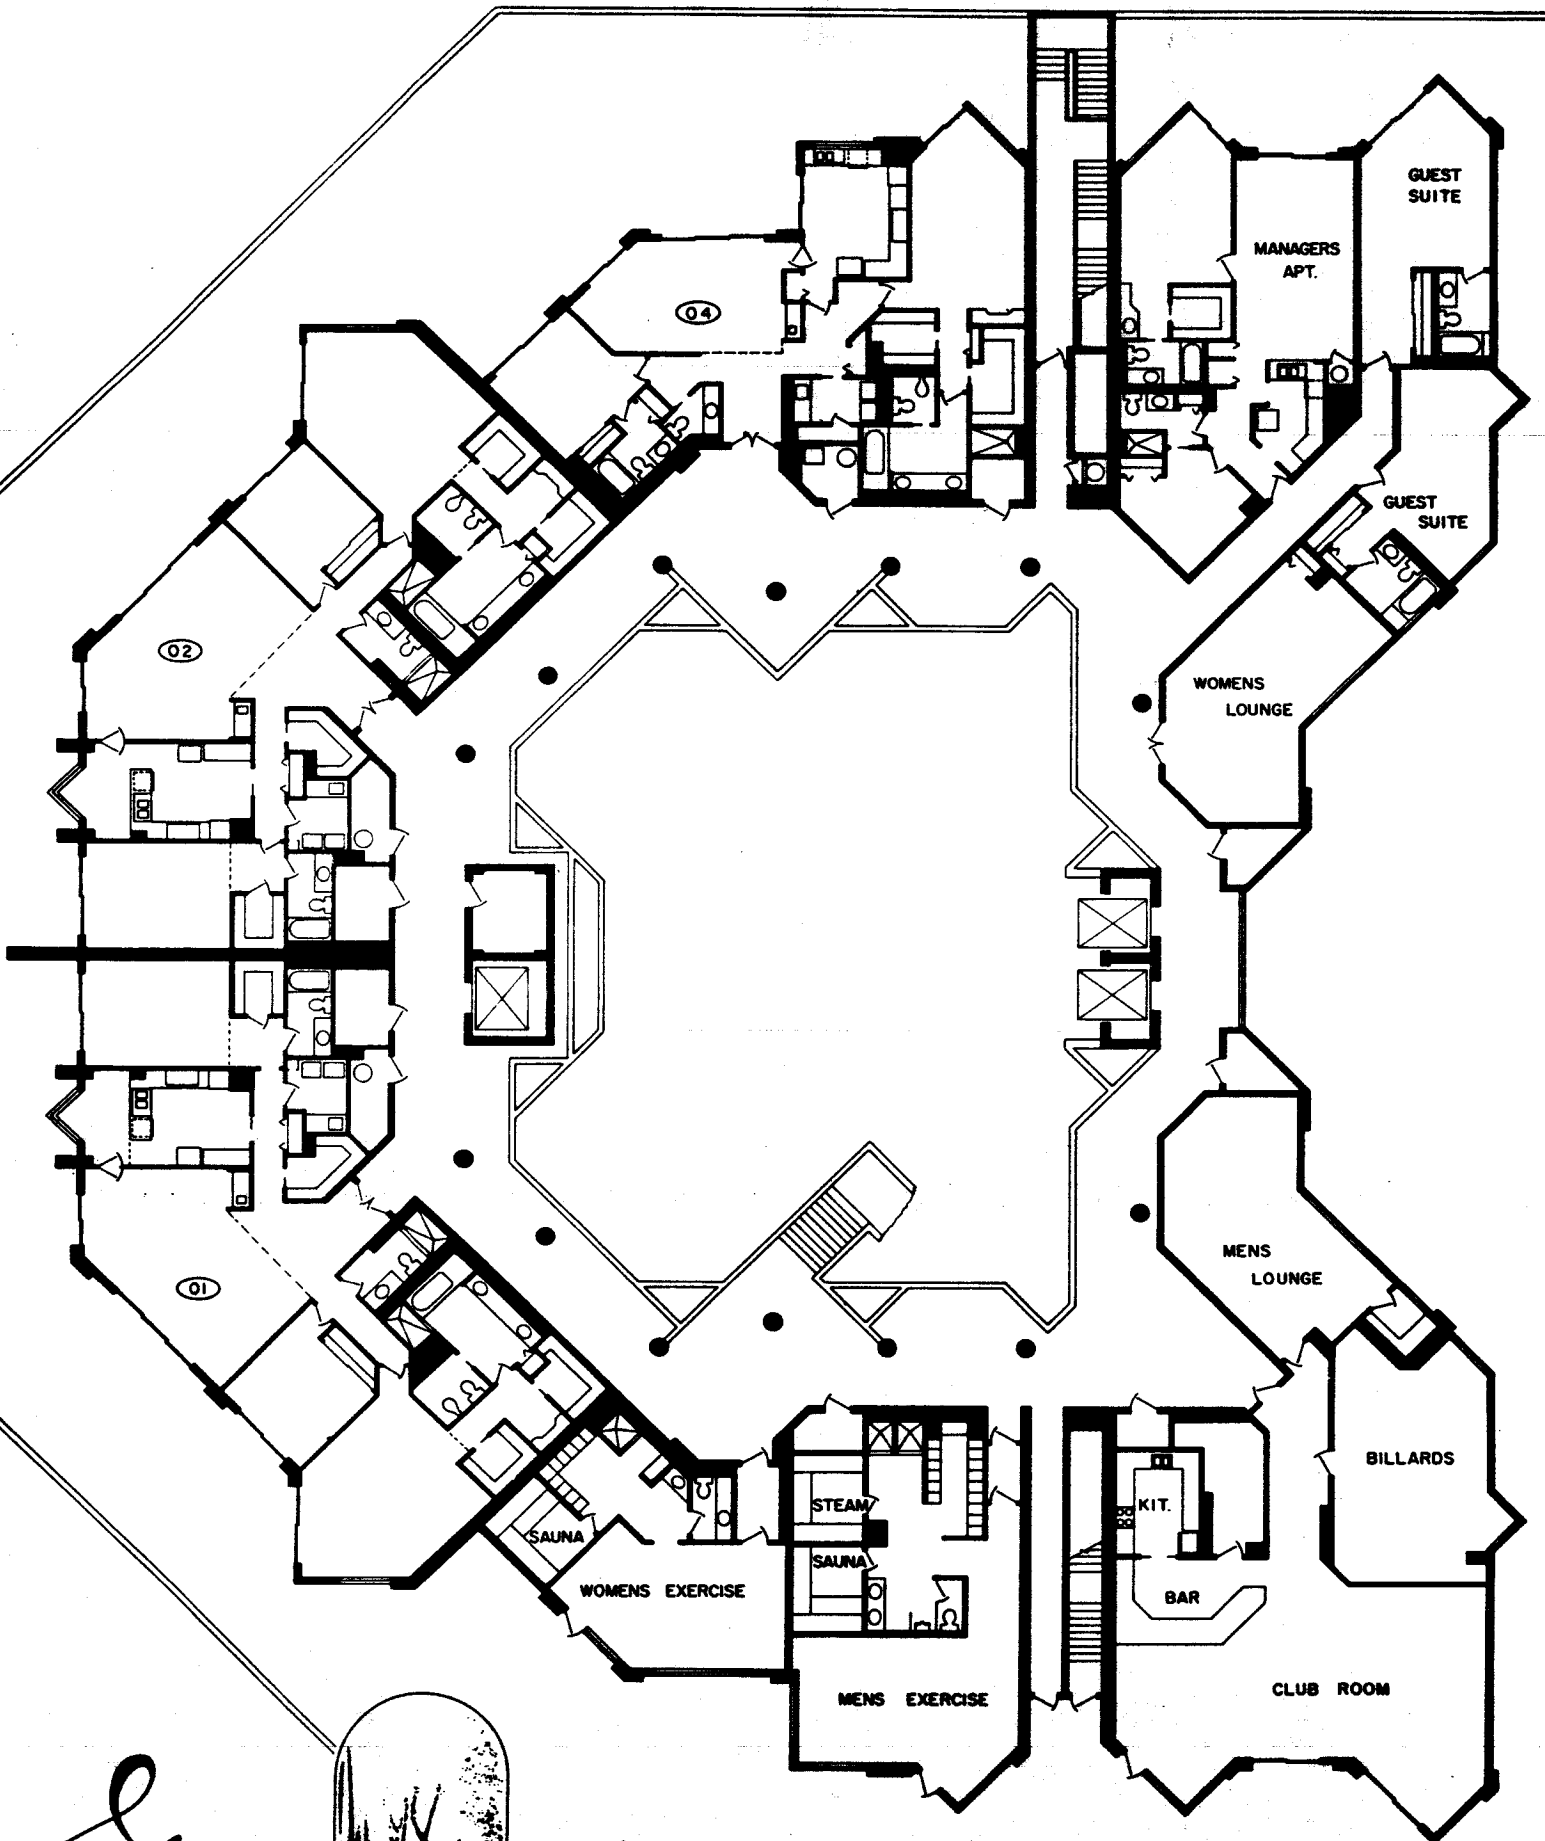 GUEST
SUITE
MANAGERS
APT.
04
GUEST
SUITE
02
WOMENS
LOUNGE
MENS
LOUNGE
01
BILLARDS
STEAM
KIT.
SAUNA
SAUNA
WOMENS EXERCISE
BAR
CLUB ROOM
MENS EXERCISE